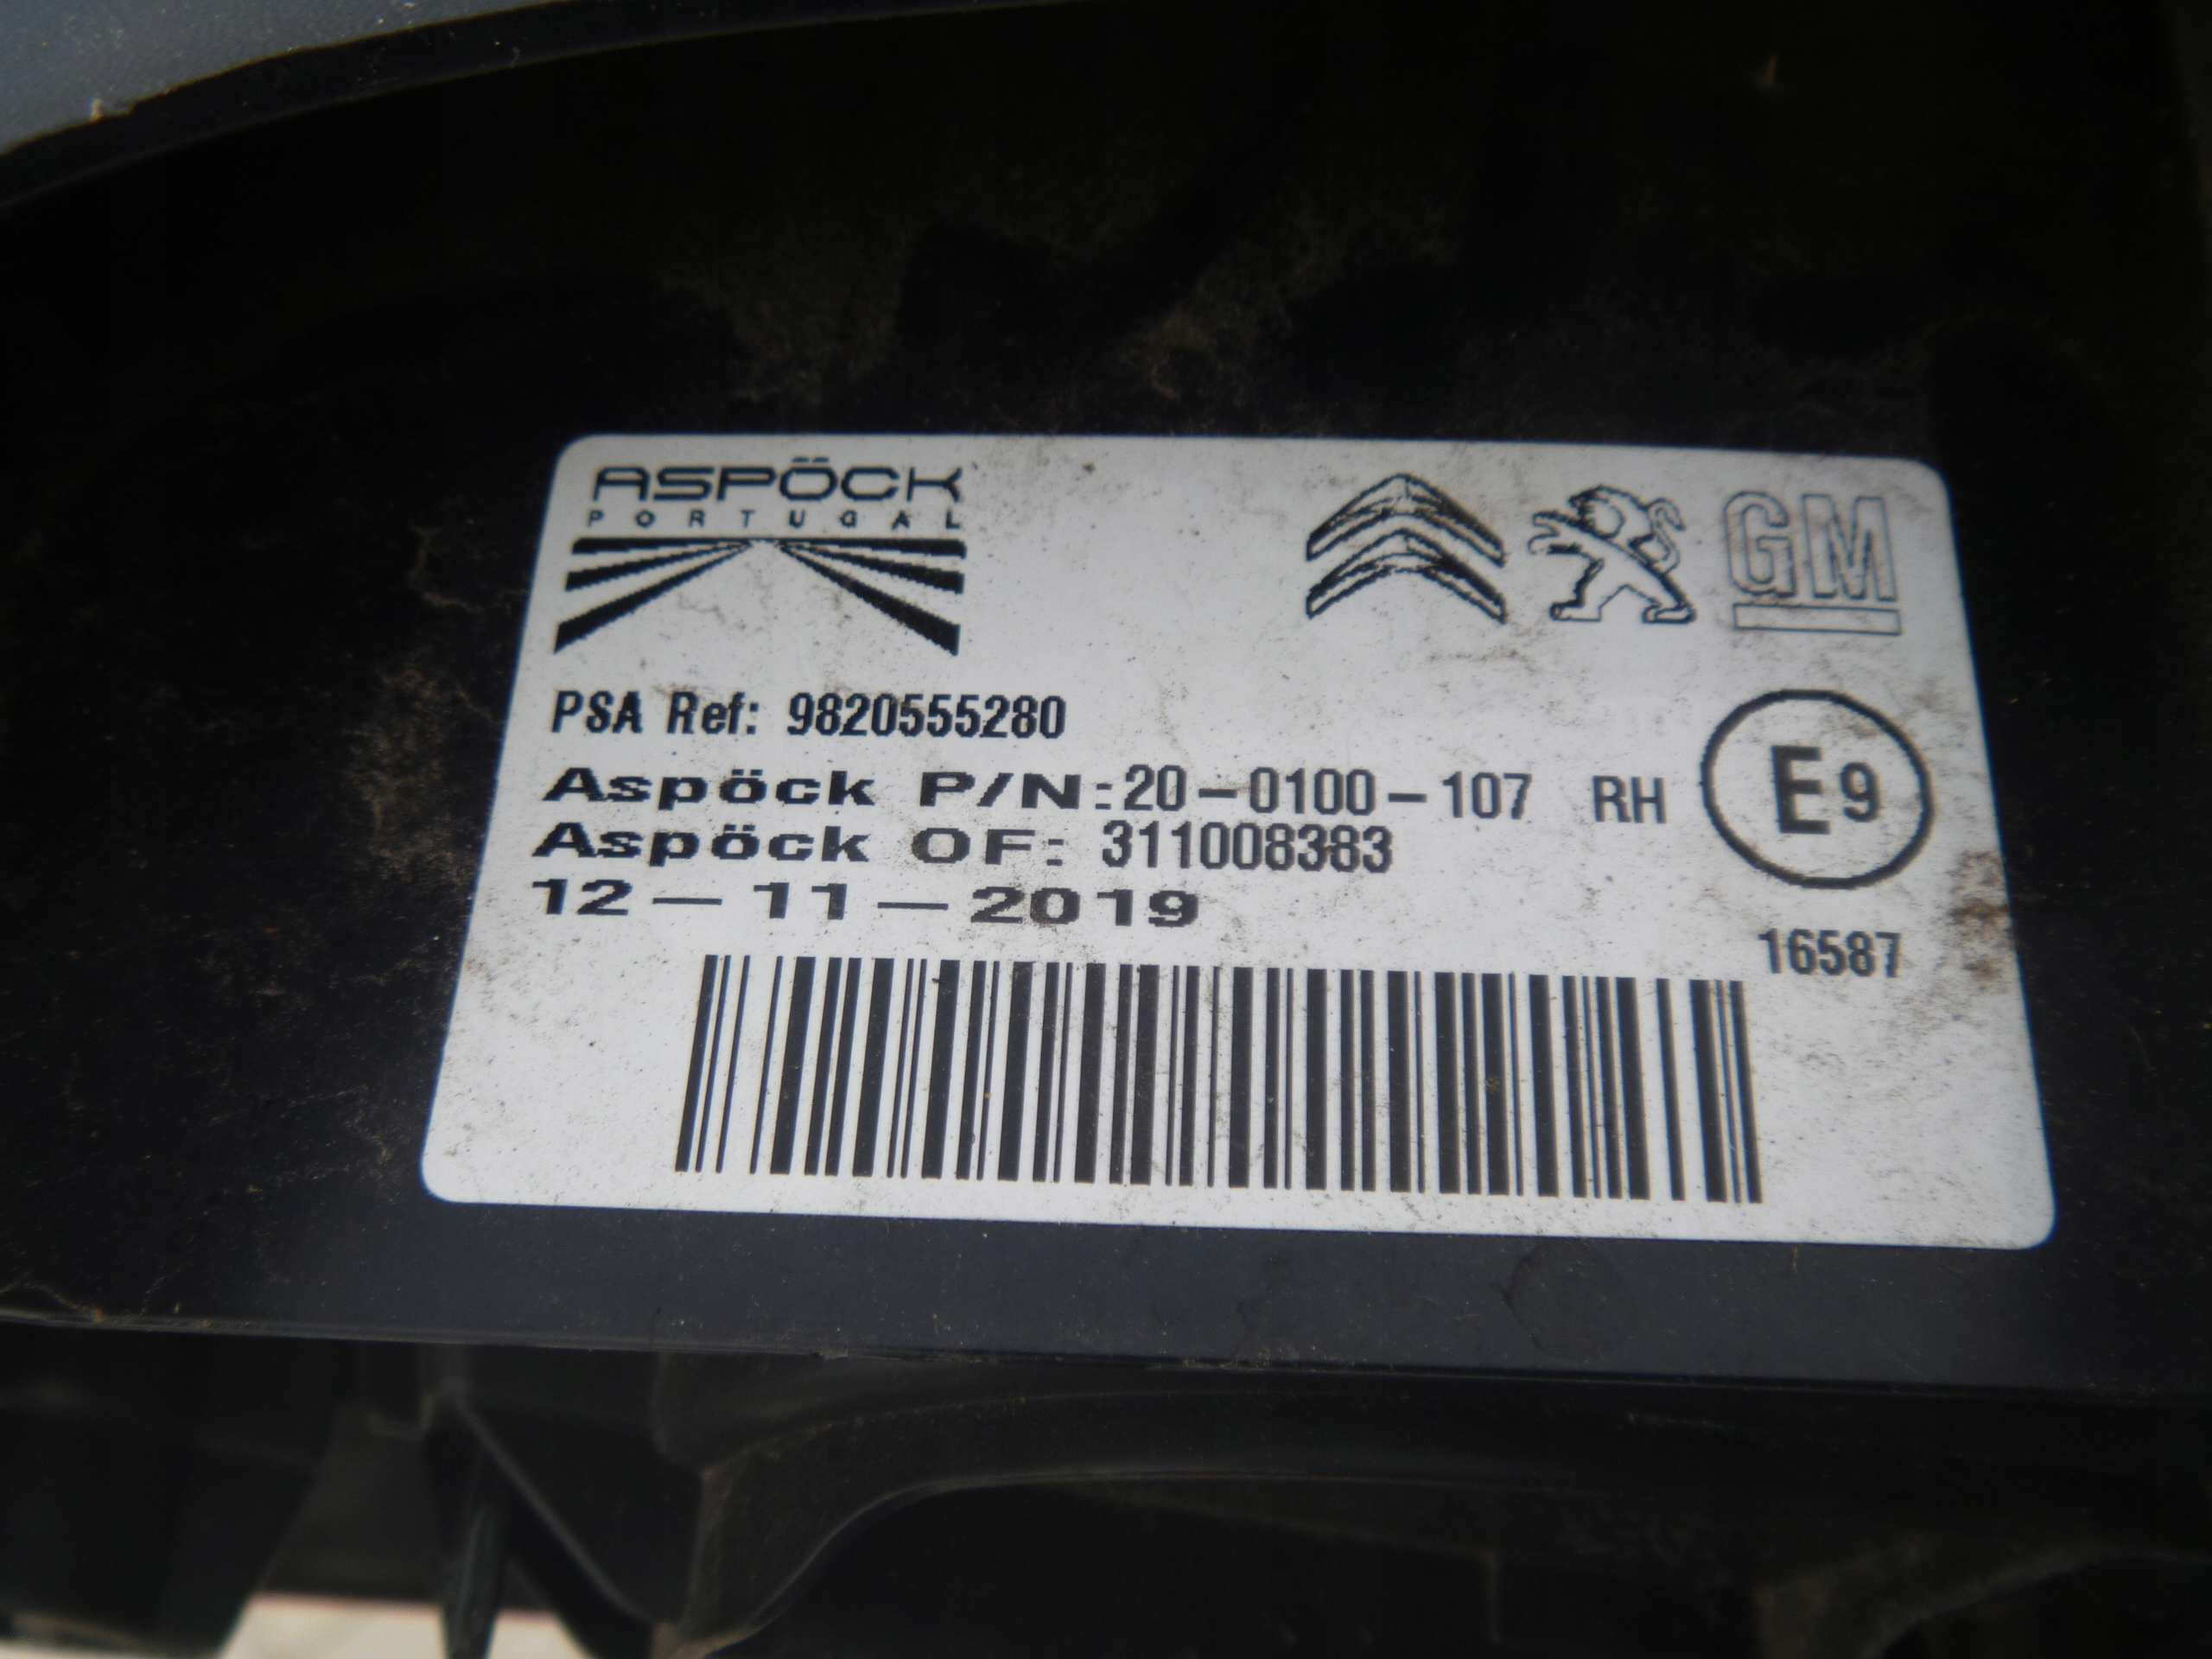 ASPÖCK
PORTUGAL
GM
PSA Ref: 9820555280
Aspöck P/N:20-0100-107 RH
E9
Aspöck OF: 311008383
12-11-2019
16587